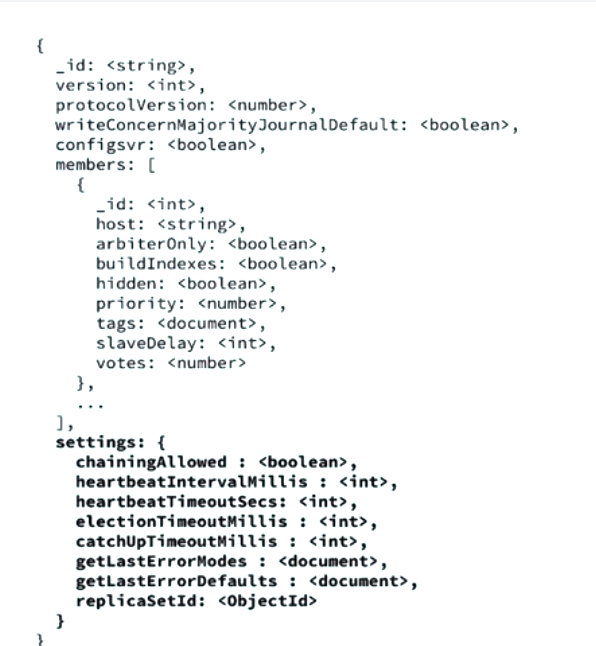 {
_id: <string>,
version: <int>,
protocolVersion: <number>,
writeConcernMajorityJournalDefault: <boolean>,
configsvr: <boolean>,
members: [
{
_id: <int>,
host: <string>,
arbiterOnly: <boolean>,
buildIndexes: <boolean>,
hidden: <boolean>,
priority: <number>,
tags: <document>,
slaveDelay: <int>,
votes: <number>
},
...
],
settings: {
chainingAllowed : <boolean>,
heartbeatIntervalMillis : <int>,
heartbeatTimeoutSecs: <int>,
electionTimeoutMillis : <int>,
catchUpTimeoutMillis : <int>,
getLastErrorModes : <document>,
getLastErrorDefaults : <document>,
replicaSetId: <ObjectId>
}
}